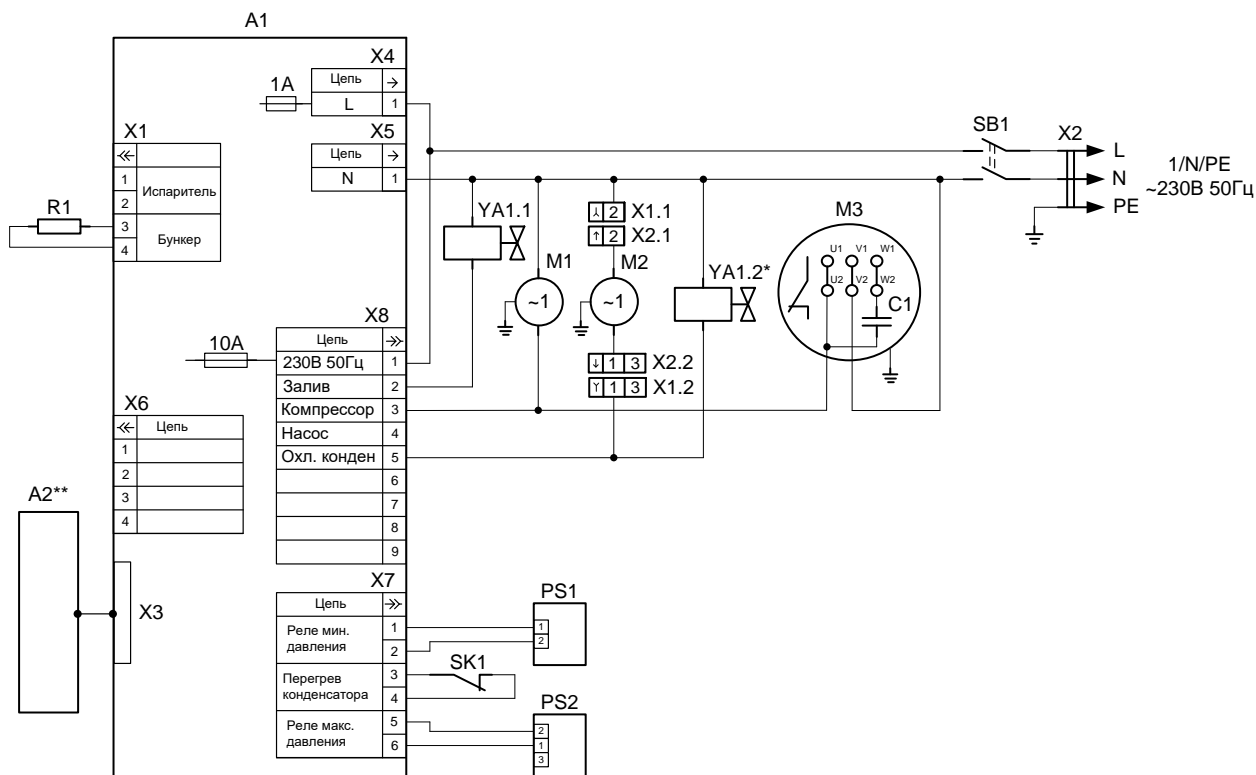 A1
X4
Цепь
1A
L 1
X1
X5
Цепь
N 1
1
2
Испаритель
3
4
Бункер
R1
SB1
X2
L
N
PE
1/N/PE
~230В 50Гц
YA1.1
2 X1.1
2 X2.1
M1
~1
M2
~1
YA1.2*
M3
U1 V1 W1
U2 V2 W2
C1
X8
Цепь
10A
230В 50Гц 1
Залив 2
Компрессор 3
Насос 4
Охл. конден 5
6
7
8
9
1 3 X2.2
1 3 X1.2
X6
Цепь
1
2
3
4
A2**
X3
X7
Цепь
Реле мин.
давления
1
2
Перегрев
конденсатора
3
4
Реле макс.
давления
5
6
PS1
1
2
SK1
PS2
2
1
3